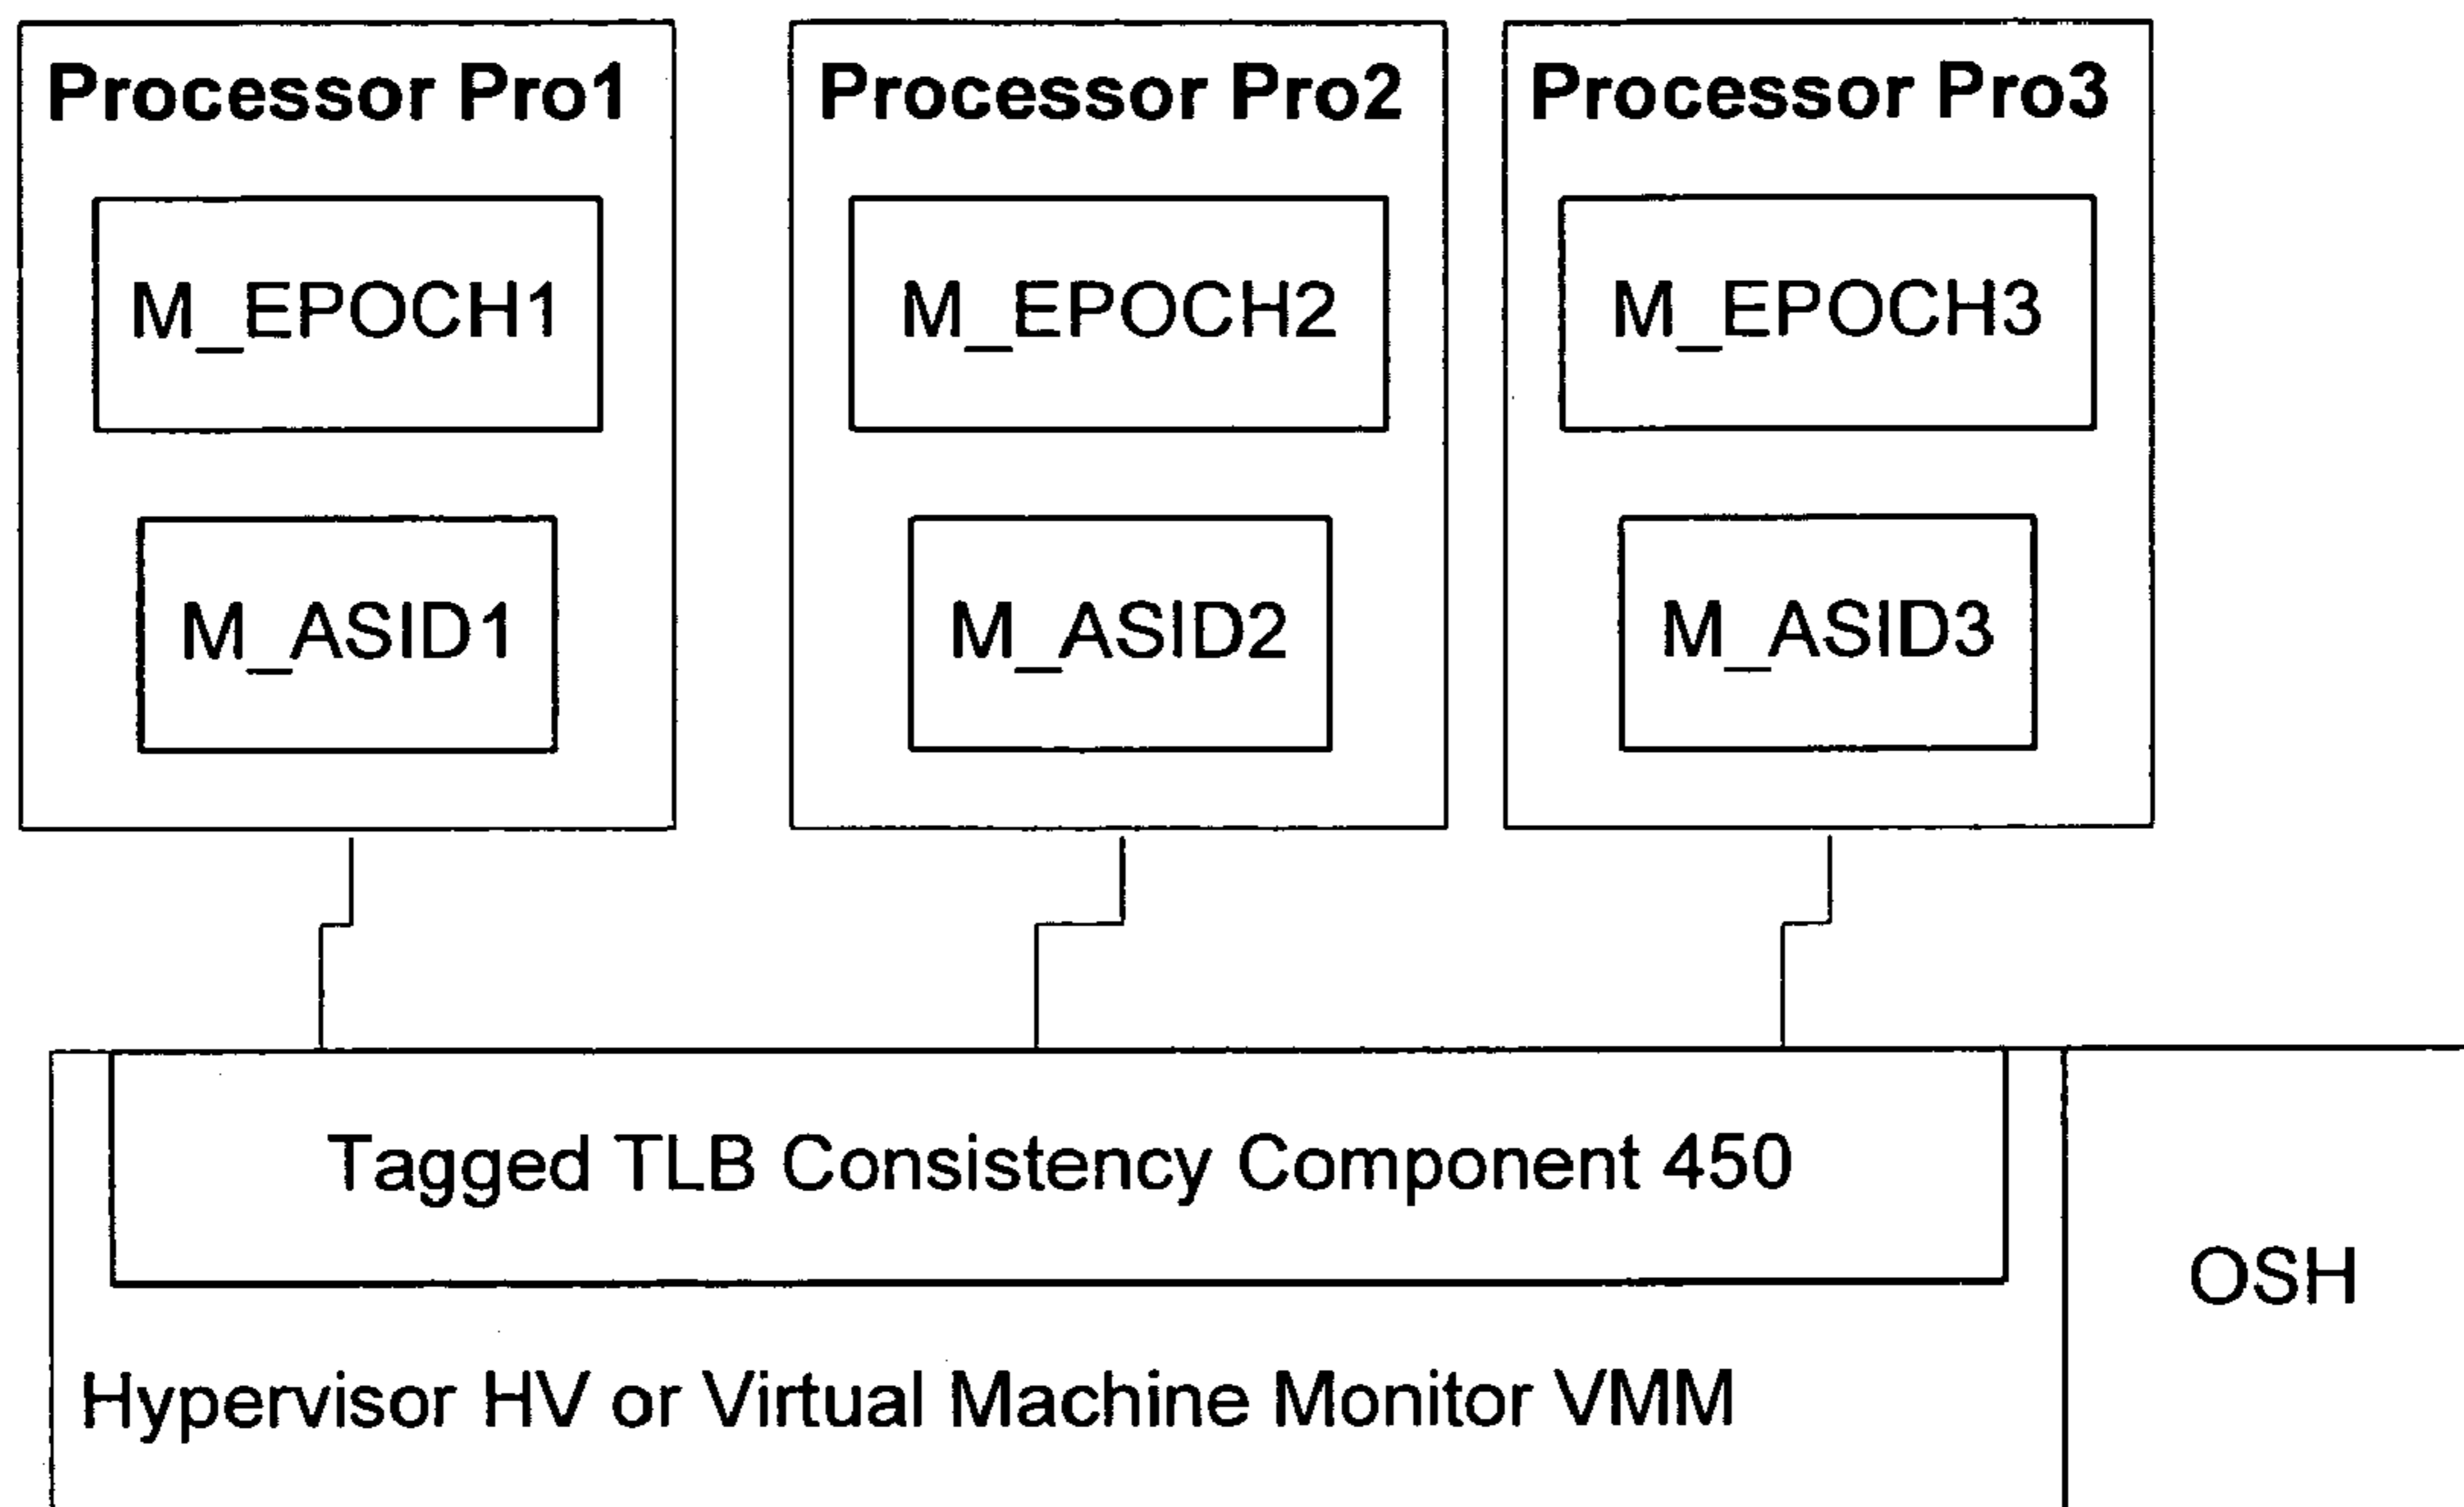 Processor Pro1
Processor Pro2
Processor Pro3
M_EPOCH1
M_EPOCH2
M_EPOCH3
M_ASID1
M_ASID2
M_ASID3
Tagged TLB Consistency Component 450
OSH
Hypervisor HV or Virtual Machine Monitor VMM